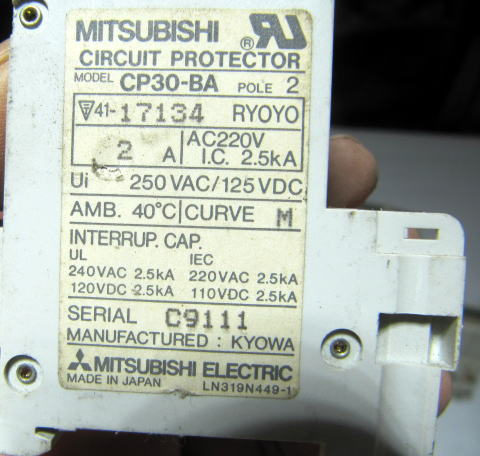 MITSUBISHI ®
CIRCUIT PROTECTOR
MODEL CP30-BA POLE 2
41-17134 RYOYO
2 A AC220V
I.C. 2.5kA
Ui 250VAC/125VDC
AMB. 40°C CURVE M
INTERRUP. CAP.
UL IEC
240VAC 2.5kA 220VAC 2.5kA
120VDC 2.5kA 110VDC 2.5kA
SERIAL C9111
MANUFACTURED : KYOWA
MITSUBISHI ELECTRIC
MADE IN JAPAN LN319N449-1